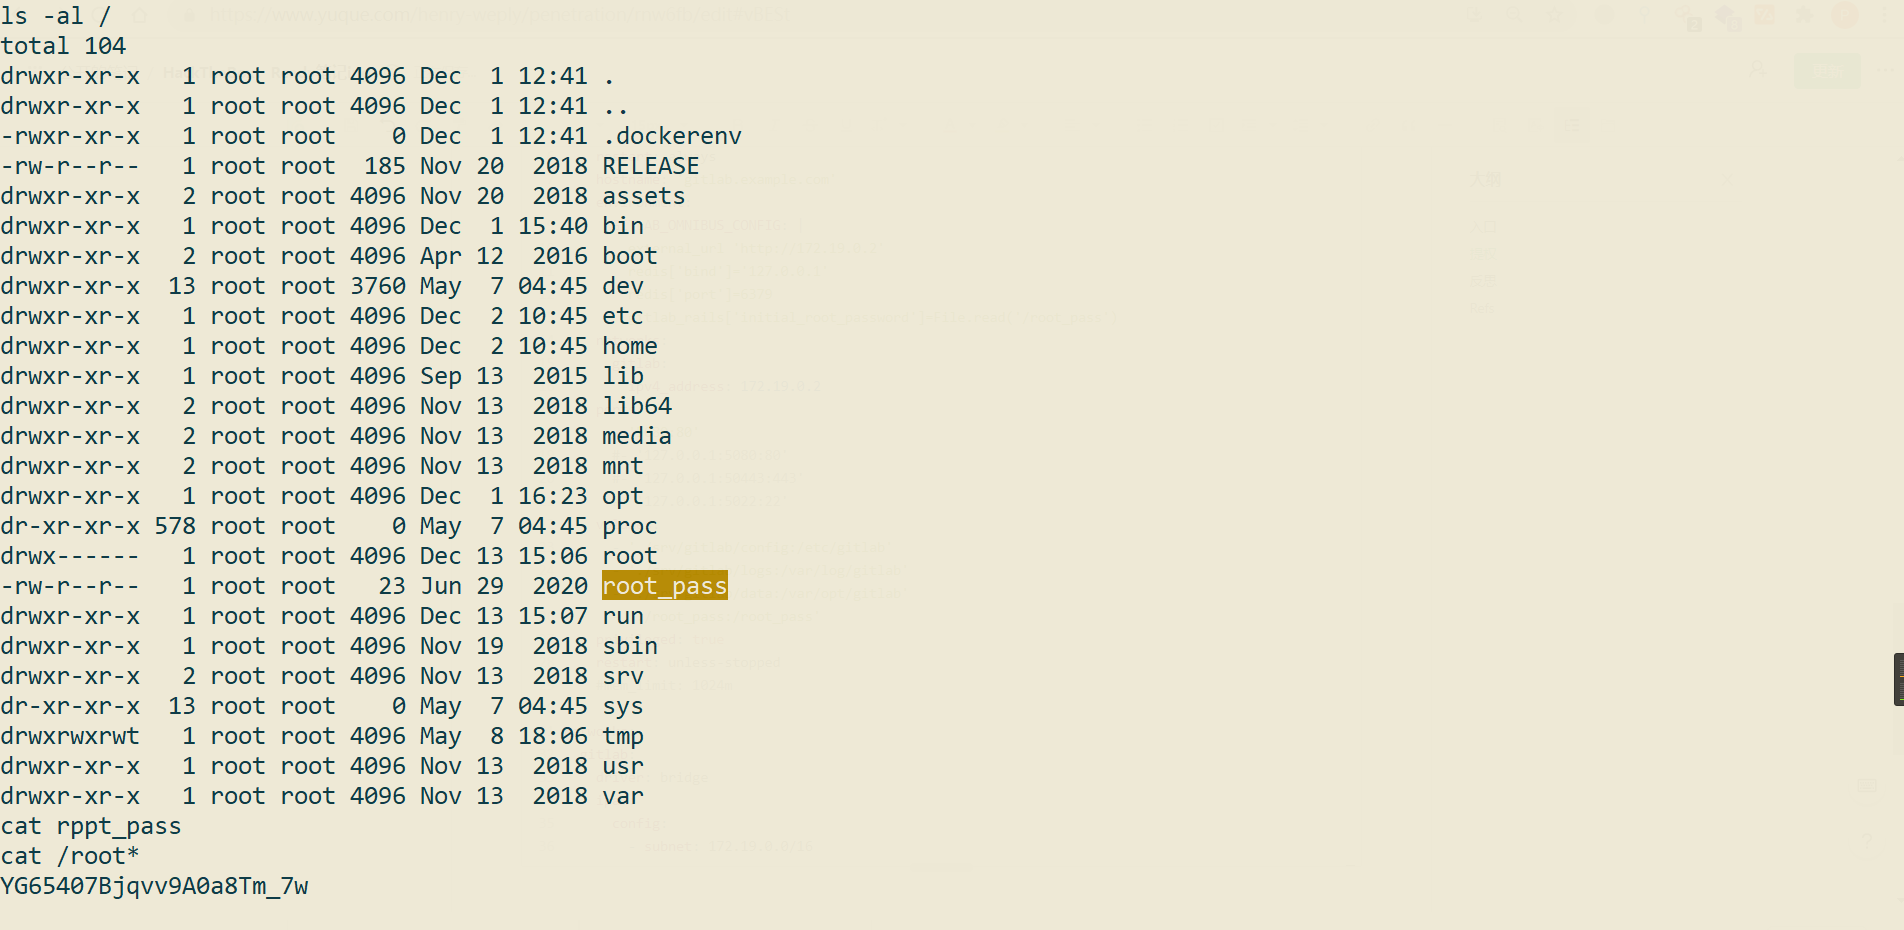 ls -al /
total 104
drwxr-xr-x   1 root root 4096 Dec  1 12:41 .
drwxr-xr-x   1 root root 4096 Dec  1 12:41 ..
-rwxr-xr-x   1 root root    0 Dec  1 12:41 .dockerenv
-rw-r--r--   1 root root  185 Nov 20  2018 RELEASE
drwxr-xr-x   2 root root 4096 Nov 20  2018 assets
drwxr-xr-x   1 root root 4096 Dec  1 15:40 bin
drwxr-xr-x   2 root root 4096 Apr 12  2016 boot
drwxr-xr-x  13 root root 3760 May  7 04:45 dev
drwxr-xr-x   1 root root 4096 Dec  2 10:45 etc
drwxr-xr-x   1 root root 4096 Dec  2 10:45 home
drwxr-xr-x   1 root root 4096 Sep 13  2015 lib
drwxr-xr-x   2 root root 4096 Nov 13  2018 lib64
drwxr-xr-x   2 root root 4096 Nov 13  2018 media
drwxr-xr-x   2 root root 4096 Nov 13  2018 mnt
drwxr-xr-x   1 root root 4096 Dec  1 16:23 opt
dr-xr-xr-x 578 root root    0 May  7 04:45 proc
drwx------   1 root root 4096 Dec 13 15:06 root
-rw-r--r--   1 root root   23 Jun 29  2020 root_pass
drwxr-xr-x   1 root root 4096 Dec 13 15:07 run
drwxr-xr-x   1 root root 4096 Nov 19  2018 sbin
drwxr-xr-x   2 root root 4096 Nov 13  2018 srv
dr-xr-xr-x  13 root root    0 May  7 04:45 sys
drwxrwxrwt   1 root root 4096 May  8 18:06 tmp
drwxr-xr-x   1 root root 4096 Nov 13  2018 usr
drwxr-xr-x   1 root root 4096 Nov 13  2018 var
cat rppt_pass
cat /root*
YG65407Bjqvv9A0a8Tm_7w